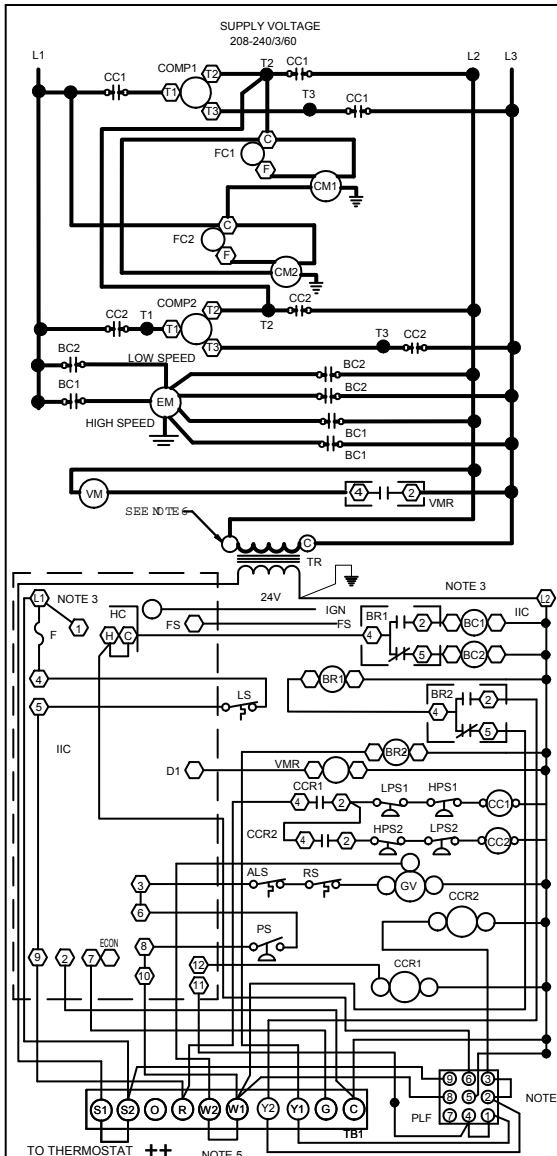 SUPPLY VOLTAGE
208-240/3/60
L1
L2
L3
CC1
COMP1
T1
T2
T3
T2
CC1
T3
CC1
C
FC1
F
CM1
C
FC2
F
CM2
CC2
T1
COMP2
T1
T2
T3
T2
CC2
T3
CC2
BC2
LOW SPEED
BC2
BC1
EM
BC2
HIGH SPEED
BC1
BC1
VM
4
2
VMR
SEE NOTE 6
C
TR
24V
NOTE 3
L1
NOTE 3
HC
IGN
IIC
L2
1
FS
FS
BR1
4
2
BC1
F
H
C
5
BC2
4
BR1
BR2
2
5
LS
4
5
IIC
BR2
D1
VMR
CCR1
LPS1
HPS1
4
2
CC1
CCR2
HPS2
LPS2
4
2
CC2
ALS
RS
3
GV
CCR2
6
PS
8
ECON
12
CCR1
9
2
7
10
11
9
6
3
NOTE
8
5
2
PLF
7
4
1
S1
S2
O
R
W2
W1
Y2
Y1
G
C
TB1
TO THERMOSTAT ++
NOTE 5